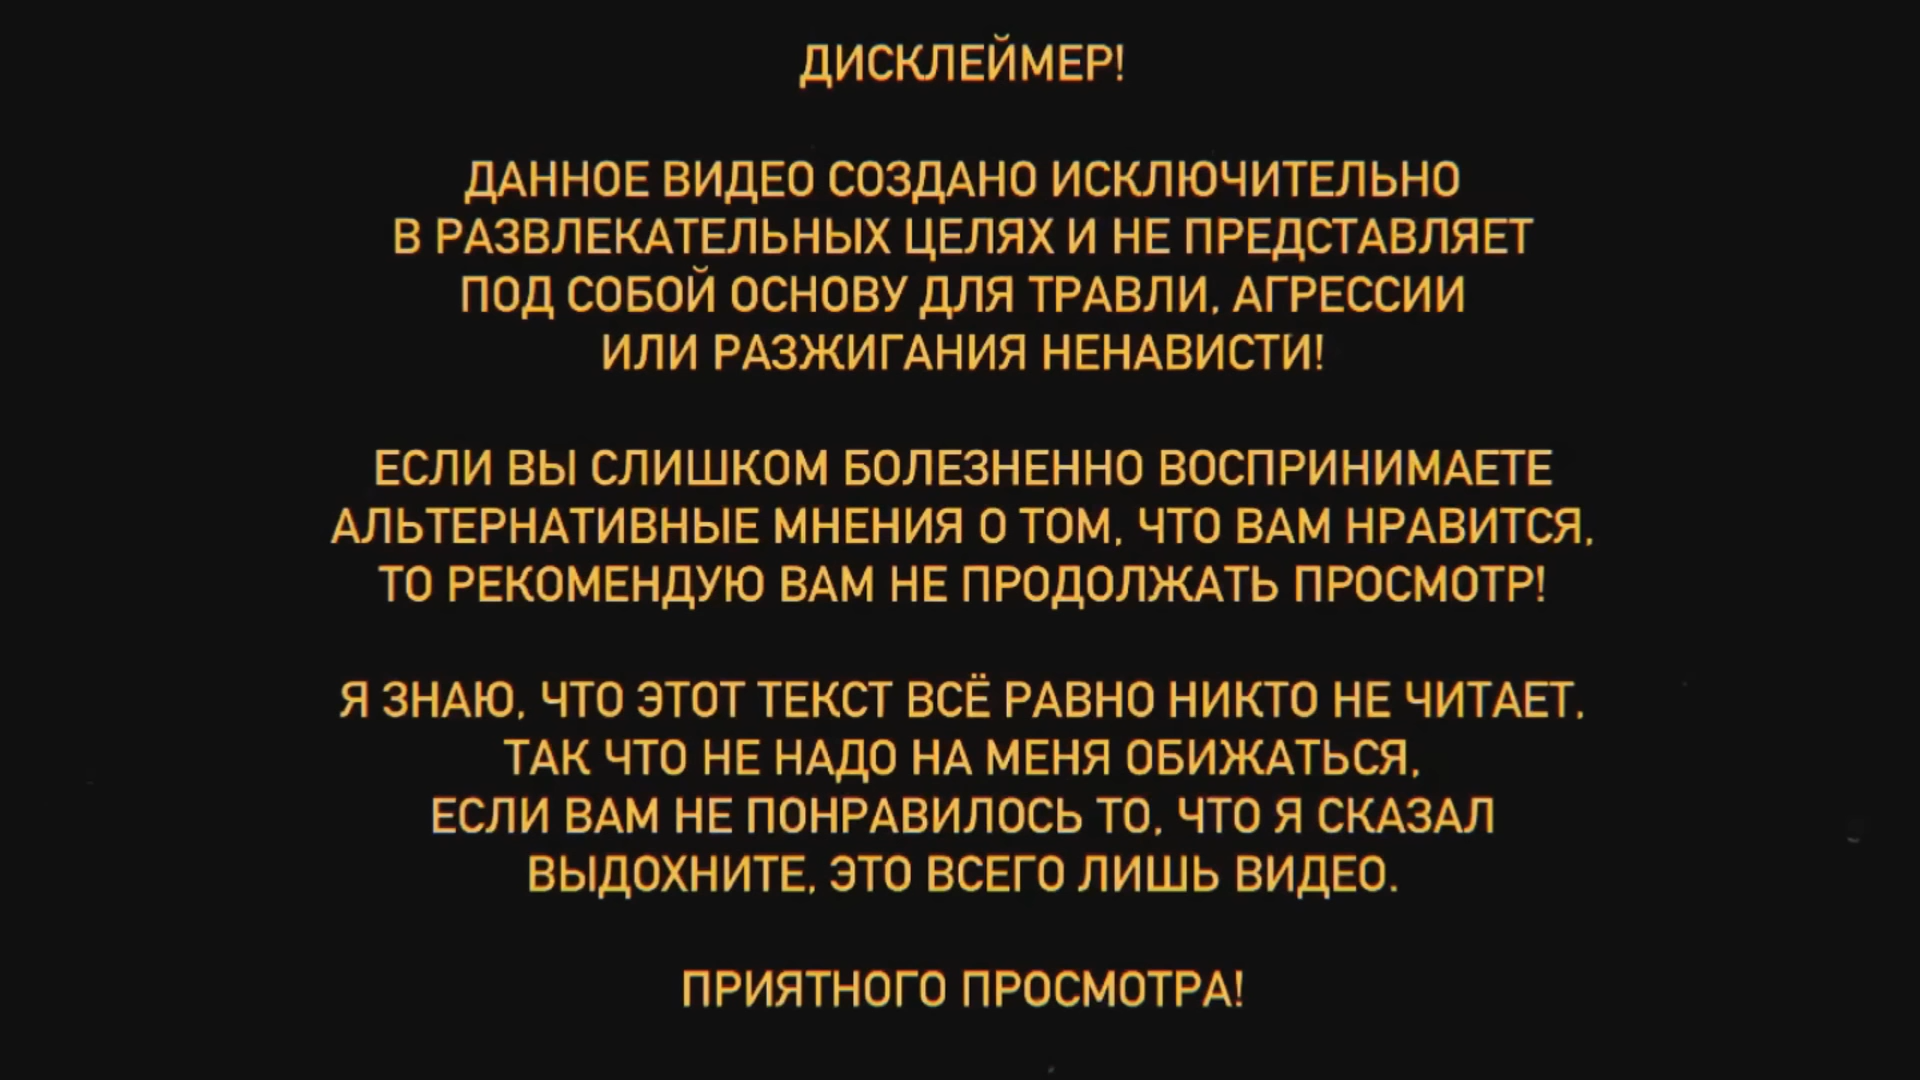 ДИСКЛЕЙМЕР!
ДАННОЕ ВИДЕО СОЗДАНО ИСКЛЮЧИТЕЛЬНО
В РАЗВЛЕКАТЕЛЬНЫХ ЦЕЛЯХ И НЕ ПРЕДСТАВЛЯЕТ
ПОД СОБОЙ ОСНОВУ ДЛЯ ТРАВЛИ, АГРЕССИИ
ИЛИ РАЗЖИГАНИЯ НЕНАВИСТИ!
ЕСЛИ ВЫ СЛИШКОМ БОЛЕЗНЕННО ВОСПРИНИМАЕТЕ
АЛЬТЕРНАТИВНЫЕ МНЕНИЯ О ТОМ, ЧТО ВАМ НРАВИТСЯ,
ТО РЕКОМЕНДУЮ ВАМ НЕ ПРОДОЛЖАТЬ ПРОСМОТР!
Я ЗНАЮ, ЧТО ЭТОТ ТЕКСТ ВСЁ РАВНО НИКТО НЕ ЧИТАЕТ,
ТАК ЧТО НЕ НАДО НА МЕНЯ ОБИЖАТЬСЯ,
ЕСЛИ ВАМ НЕ ПОНРАВИЛОСЬ ТО, ЧТО Я СКАЗАЛ
ВЫДОХНИТЕ, ЭТО ВСЕГО ЛИШЬ ВИДЕО.
ПРИЯТНОГО ПРОСМОТРА!